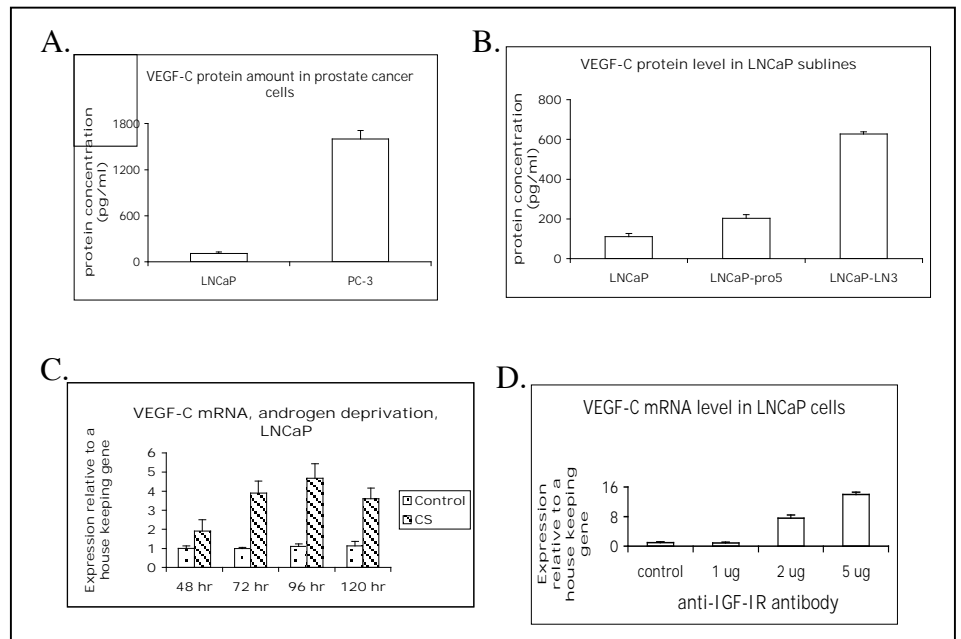 A.
VEGF-C protein amount in prostate cancer
cells
protein concentration
(pg/ml)
1800
1200
600
0
LNCaP
PC-3
B.
VEGF-C protein level in LNCaP sublines
protein concentration
(pg/ml)
800
600
400
200
0
LNCaP
LNCaP-pro5
LNCaP-LN3
C.
VEGF-C mRNA, androgen deprivation,
LNCaP
Expression relative to a
house keeping gene
6
5
4
3
2
1
0
48 hr
72 hr
96 hr
120 hr
Control
CS
D.
VEGF-C mRNA level in LNCaP cells
Expression
relative to a
house keeping
gene
16
8
0
control
1 ug
2 ug
5 ug
anti-IGF-IR antibody